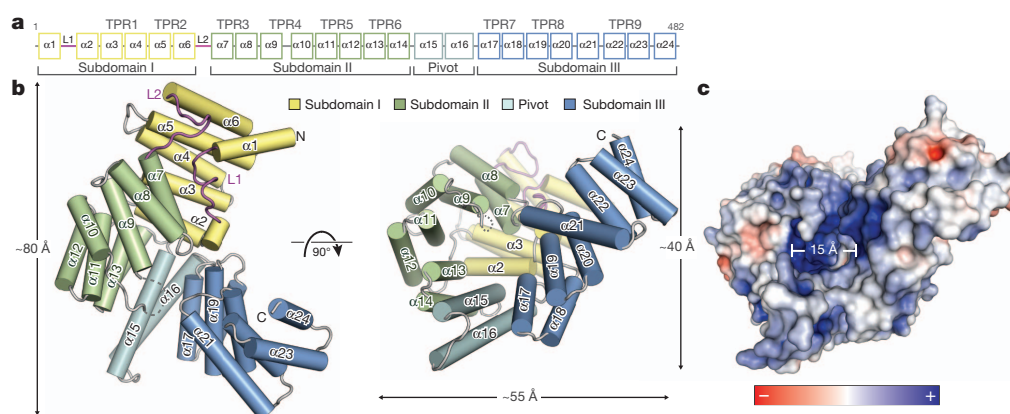 a
1 TPR1 TPR2 TPR3 TPR4 TPR5 TPR6 TPR7 TPR8 TPR9 482
α1 L1 α2 α3 α4 α5 α6 L2 α7 α8 α9 α10 α11 α12 α13 α14 α15 α16 α17 α18 α19 α20 α21 α22 α23 α24
Subdomain I Subdomain II Pivot Subdomain III
b
Subdomain I Subdomain II Pivot Subdomain III
~80 Å
L2
α6
α5
N
α1
α4
α7
L1
α3
α8
α2
α9
α10
α12
α11
α13
α16
α15
α19
α17
α21
C
α24
α23
90°
C
α24
α23
α8
α10
α9
α22
α7
α11
α21
α3
α12
α20
α13
α2
α19
α14
α15
α17
α18
α16
~40 Å
~55 Å
c
15 Å
− +